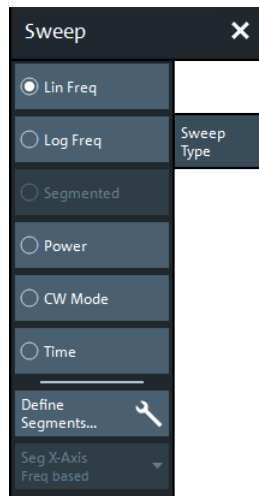 Sweep
Lin Freq
Log Freq
Sweep
Type
Segmented
Power
CW Mode
Time
Define
Segments...
Seg X-Axis
Freq based